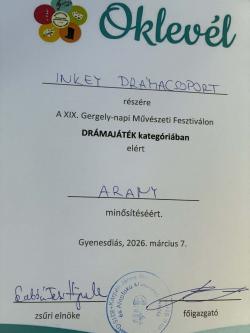 Oklevél
INKEY DRÁMACSOPORT
részére
A XIX. Gergely-napi Művészeti Fesztiválon
DRÁMAJÁTÉK kategóriában
elért
ARANY
minősítéséért.
Gyenesdiás, 2026. március 7.
zsűri elnöke
főigazgató